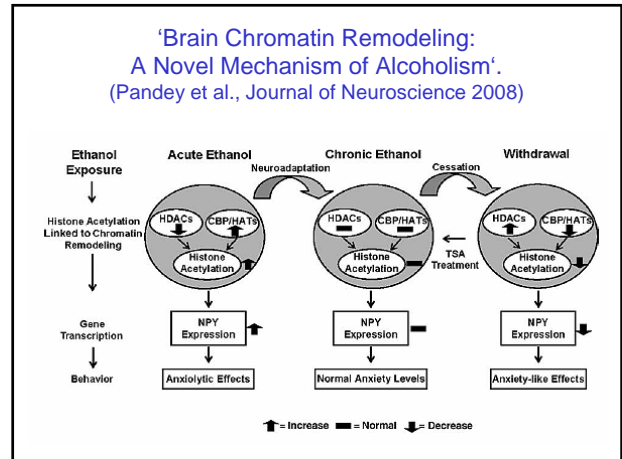 ‘Brain Chromatin Remodeling:
A Novel Mechanism of Alcoholism‘.
(Pandey et al., Journal of Neuroscience 2008)
Ethanol
Exposure
Acute Ethanol
Neuroadaptation
Chronic Ethanol
Cessation
Withdrawal
Histone Acetylation
Linked to Chromatin
Remodeling
HDACs
CBP/HATs
Histone
Acetylation
HDACs
CBP/HATs
Histone
Acetylation
TSA
Treatment
HDACs
CBP/HATs
Histone
Acetylation
Gene
Transcription
NPY
Expression
NPY
Expression
NPY
Expression
Behavior
Anxiolytic Effects
Normal Anxiety Levels
Anxiety-like Effects
= Increase
= Normal
= Decrease